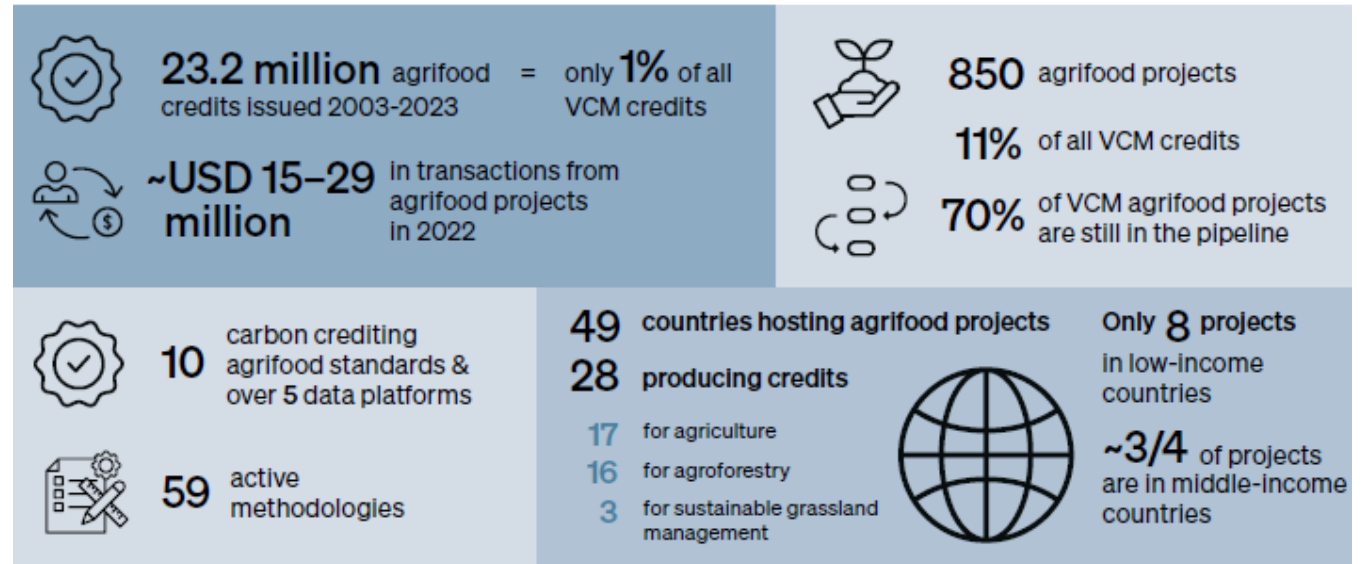 23.2 million agrifood = only 1% of all
credits issued 2003-2023 VCM credits
~USD 15–29 in transactions from
million agrifood projects
in 2022
850 agrifood projects
11% of all VCM credits
70% of VCM agrifood projects
are still in the pipeline
10 carbon crediting
agrifood standards &
over 5 data platforms
59 active
methodologies
49 countries hosting agrifood projects
28 producing credits
17 for agriculture
16 for agroforestry
3 for sustainable grassland
management
Only 8 projects
in low-income
countries
~3/4 of projects
are in middle-income
countries
$